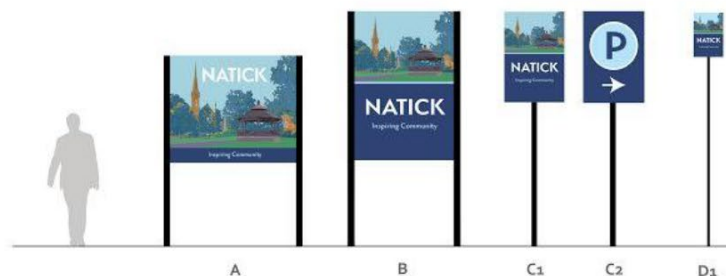 NATICK
Inspiring Community
NATICK
Inspiring Community
NATICK
Inspiring Community
P
NATICK
A
B
C1
C2
D1